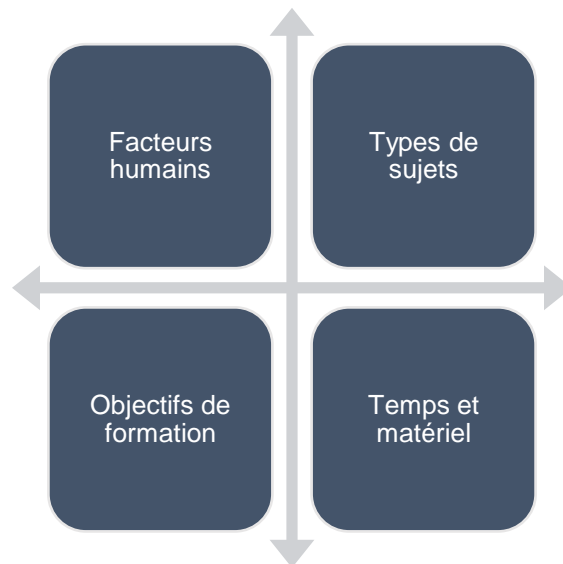 Facteurs
humains
Types de
sujets
Objectifs de
formation
Temps et
matériel